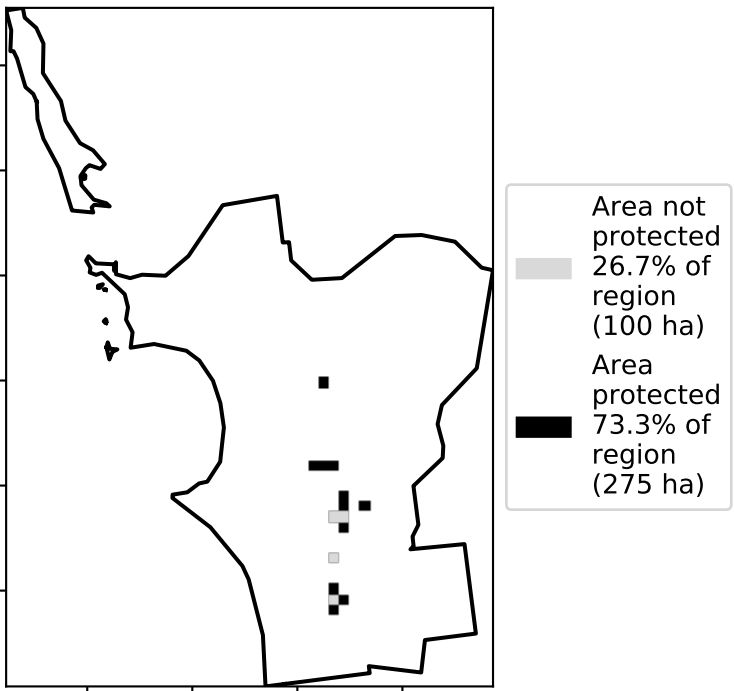 Area not
protected
26.7% of
region
(100 ha)
Area
protected
73.3% of
region
(275 ha)